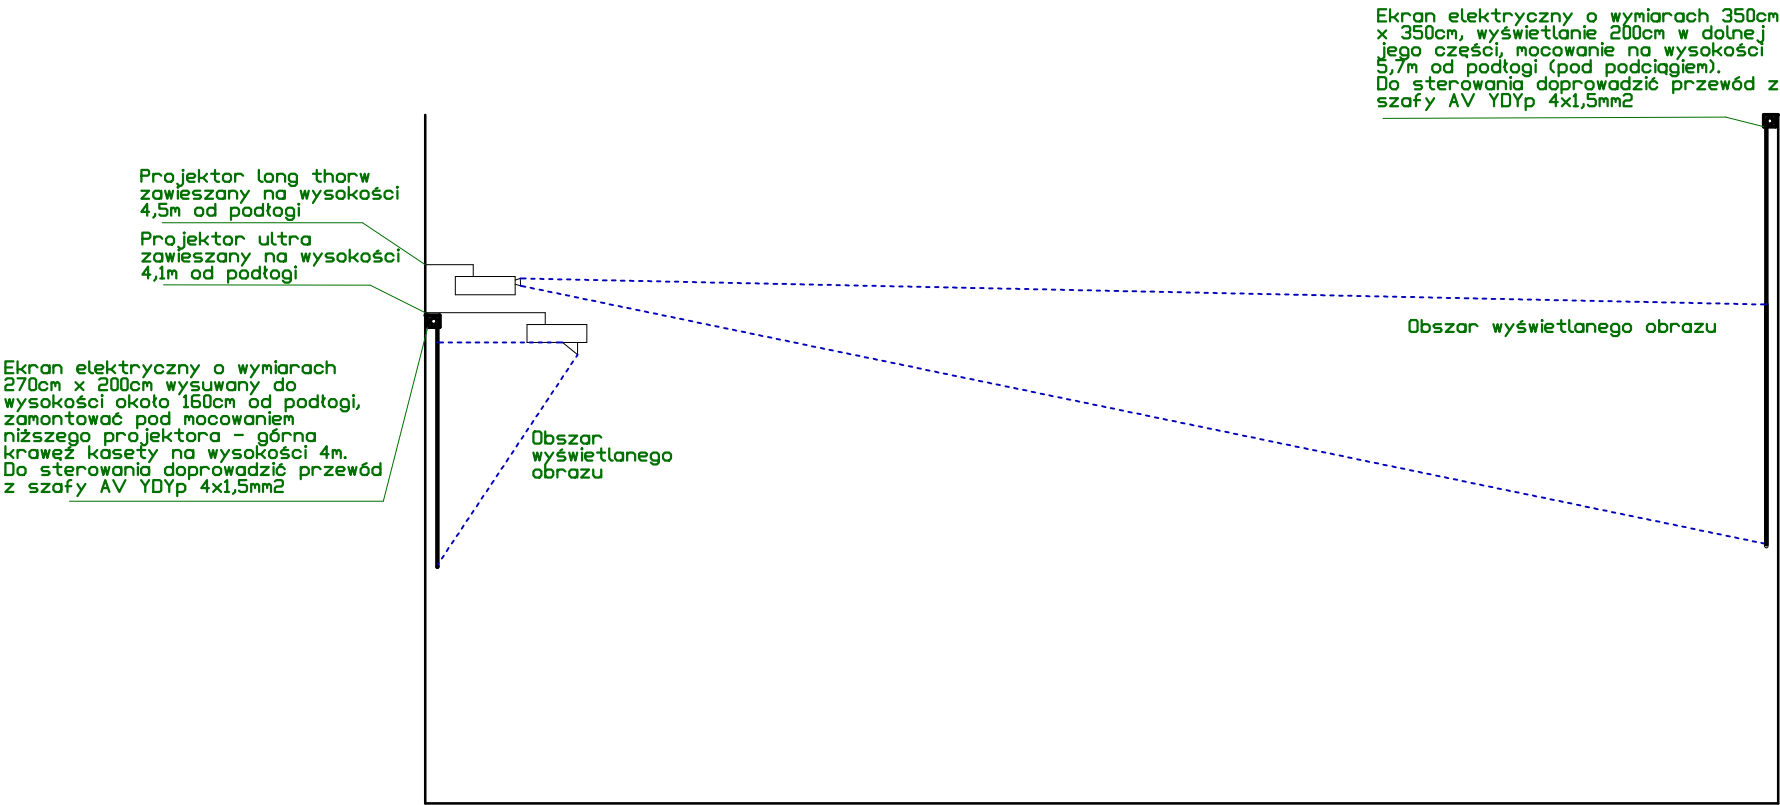 Ekran elektryczny o wymiarach 350cm
x 350cm, wyświetlanie 200cm w dolnej
jego części, mocowanie na wysokości
5,7m od podłogi (pod podciągiem).
Do sterowania doprowadzić przewód z
szafy AV YDYp 4x1,5mm2
Projektor long thorw
zawieszany na wysokości
4,5m od podłogi
Projektor ultra
zawieszany na wysokości
4,1m od podłogi
Obszar wyświetlanego obrazu
Ekran elektryczny o wymiarach
270cm x 200cm wysuwany do
wysokości około 160cm od podłogi,
zamontować pod mocowaniem
niższego projektora - górna
krawęź kasety na wysokości 4m.
Do sterowania doprowadzić przewód
z szafy AV YDYp 4x1,5mm2
Obszar
wyświetlanego
obrazu